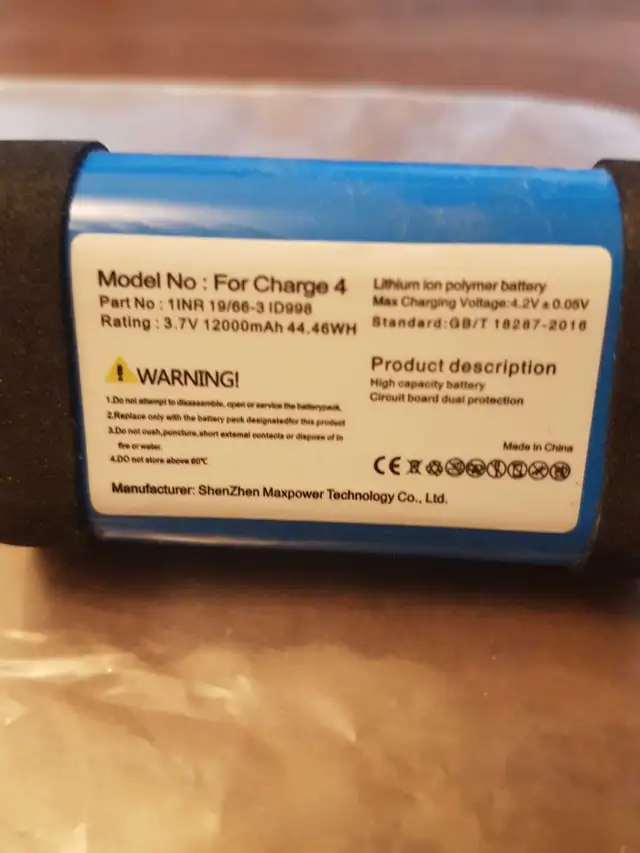 Model No : For Charge 4
Part No : 1INR 19/66-3 ID998
Rating : 3.7V 12000mAh 44.46WH
Lithium ion polymer battery
Max Charging Voltage:4.2V±0.05V
Standard:GB/T 18287-2016
WARNING!
1.Do not attempt to disassemble, open or service the batterypack,
2.Replace only with the battery pack designatedfor this product
3.Do not cush,puncture,short external contacts or dispose of in
fire or water.
4.DO not store above 60℃
Product description
High capacity battery
Circuit board dual protection
Made In China
CE
Manufacturer: ShenZhen Maxpower Technology Co., Ltd.